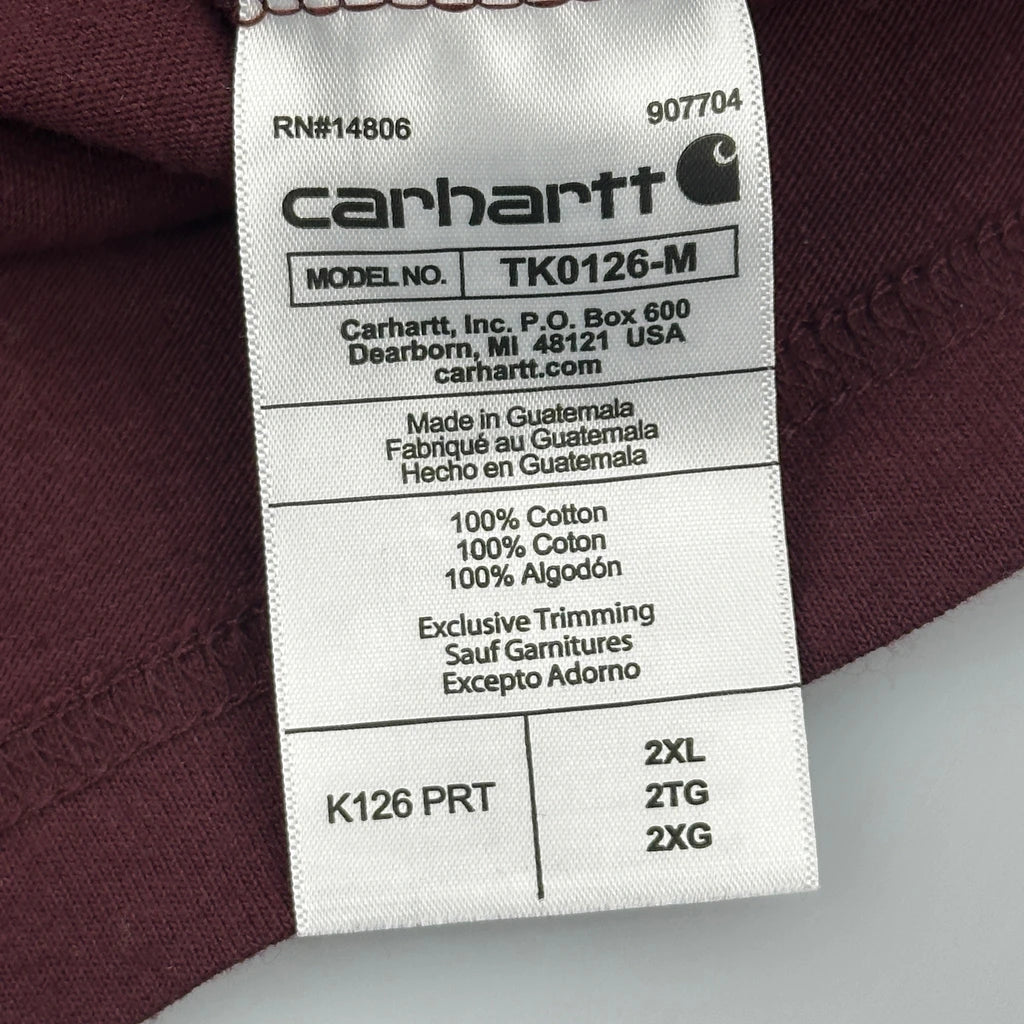 RN#14806 907704
carhartt
MODEL NO. TK0126-M
Carhartt, Inc. P.O. Box 600
Dearborn, MI 48121 USA
carhartt.com
Made in Guatemala
Fabriqué au Guatemala
Hecho en Guatemala
100% Cotton
100% Coton
100% Algodón
Exclusive Trimming
Sauf Garnitures
Excepto Adorno
K126 PRT
2XL
2TG
2XG